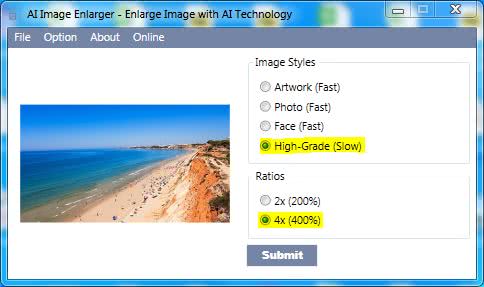 AI Image Enlarger - Enlarge Image with AI Technology
File Option About Online
Image Styles
Artwork (Fast)
Photo (Fast)
Face (Fast)
High-Grade (Slow)
Ratios
2x (200%)
4x (400%)
Submit